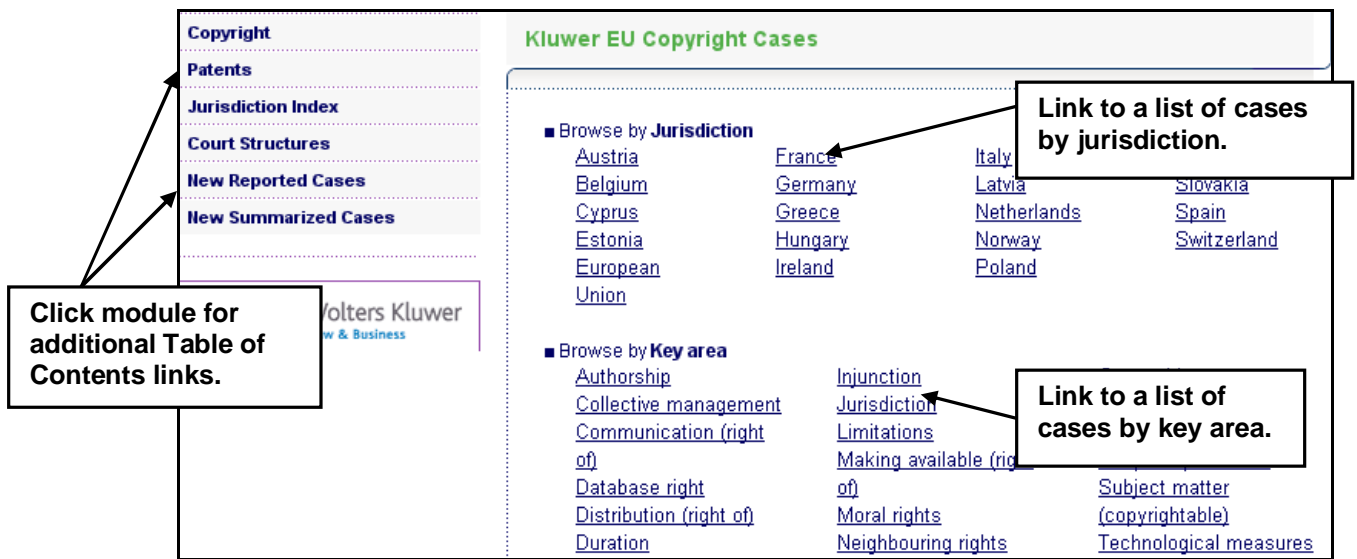 Copyright
Patents
Jurisdiction Index
Court Structures
New Reported Cases
New Summarized Cases
Click module for
additional Table of
Contents links.
Volters Kluwer
w & Business
Kluwer EU Copyright Cases
Link to a list of cases
by jurisdiction.
Browse by Jurisdiction
Austria France Italy
Belgium Germany Latvia Slovakia
Cyprus Greece Netherlands Spain
Estonia Hungary Norway Switzerland
European Ireland Poland
Union
Browse by Key area
Authorship Injunction
Collective management Jurisdiction
Communication (right Limitations
of) Making available (rig
Database right of) Subject matter
Distribution (right of) Moral rights (copyrightable)
Duration Neighbouring rights Technological measures
Link to a list of
cases by key area.